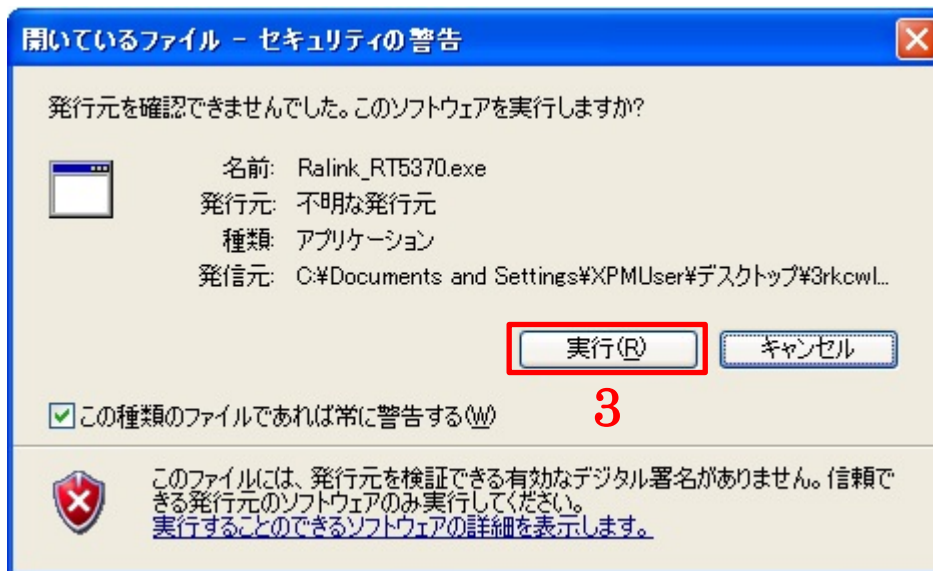 開いているファイル - セキュリティの警告
発行元を確認できませんでした。このソフトウェアを実行しますか?
名前: Ralink_RT5370.exe
発行元: 不明な発行元
種類: アプリケーション
発信元: C:¥Documents and Settings¥XPMUser¥デスクトップ¥3rkcwl...
実行(R) キャンセル
3
この種類のファイルであれば常に警告する(W)
このファイルには、発行元を検証できる有効なデジタル署名がありません。信頼で
きる発行元のソフトウェアのみ実行してください。
実行することのできるソフトウェアの詳細を表示します。